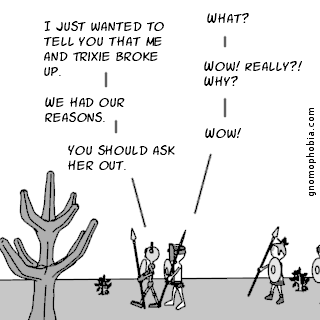 I JUST WANTED TO
TELL YOU THAT ME
AND TRIXIE BROKE
UP.
WHAT?
WOW! REALLY?!
WHY?
WE HAD OUR
REASONS.
WOW!
YOU SHOULD ASK
HER OUT.
gnomophobia.com